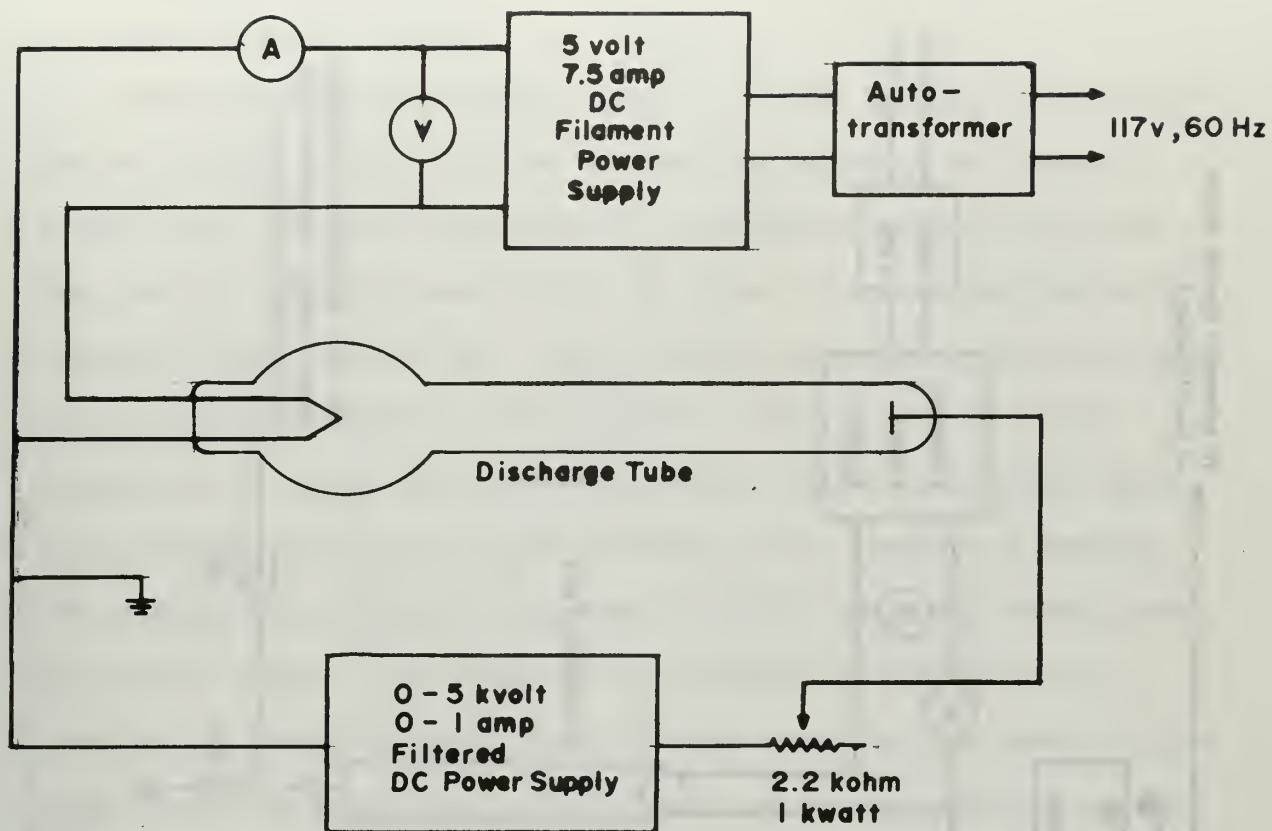 A
V
5 volt
7.5 amp
DC
Filament
Power
Supply
Auto-
transformer
117v, 60 Hz
Discharge Tube
0-5 kvolt
0-1 amp
Filtered
DC Power Supply
2.2 kohm
1 kwatt